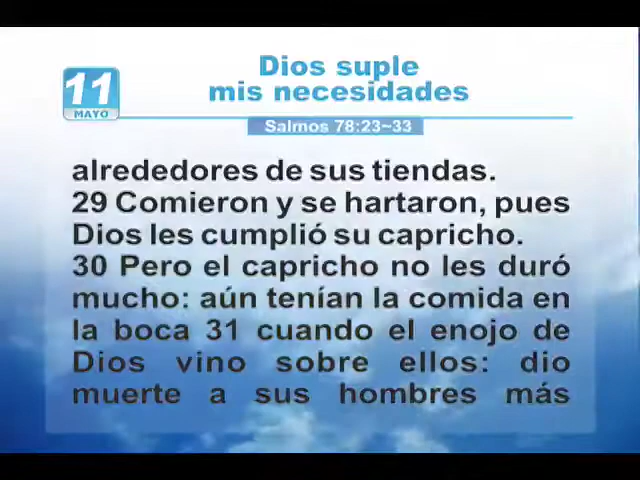 11
MAYO
Dios suple
mis necesidades
Salmos 78:23~33
alrededores de sus tiendas.
29 Comieron y se hartaron, pues
Dios les cumplió su capricho.
30 Pero el capricho no les duró
mucho: aún tenían la comida en
la boca 31 cuando el enojo de
Dios vino sobre ellos: dio
muerte a sus hombres más